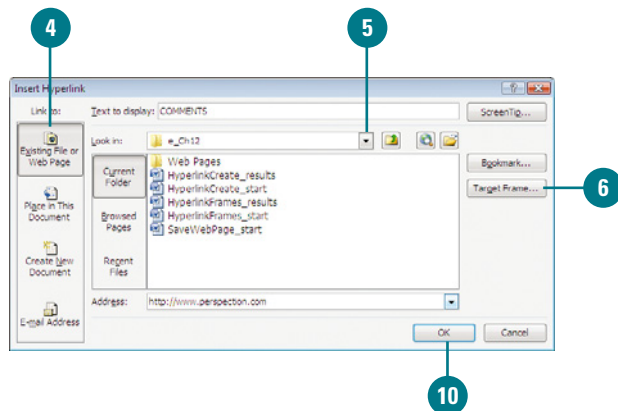 4
5
Insert Hyperlink
Link to:
Text to display: COMMENTS
ScreenTip...
Existing File or
Web Page
Look in:
e_Ch12
Current
Folder
Web Pages
HyperlinkCreate_results
HyperlinkCreate_start
HyperlinkFrames_results
HyperlinkFrames_start
SaveWebPage_start
Bookmark...
Target Frame...
6
Place in This
Document
Browsed
Pages
Create New
Document
Recent
Files
E-mail Address
Address:
http://www.perspection.com
OK
Cancel
10